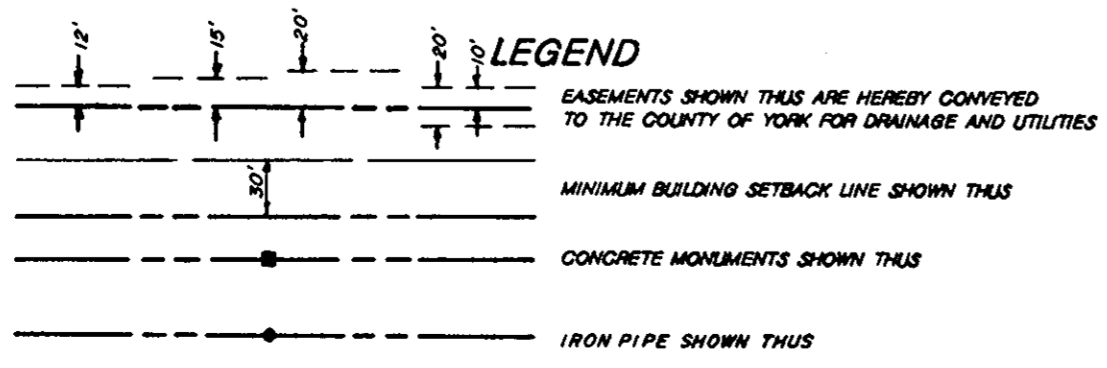 12'
15'
20'
20'
10'
LEGEND
EASEMENTS SHOWN THUS ARE HEREBY CONVEYED
TO THE COUNTY OF YORK FOR DRAINAGE AND UTILITIES
30'
MINIMUM BUILDING SETBACK LINE SHOWN THUS
CONCRETE MONUMENTS SHOWN THUS
IRON PIPE SHOWN THUS